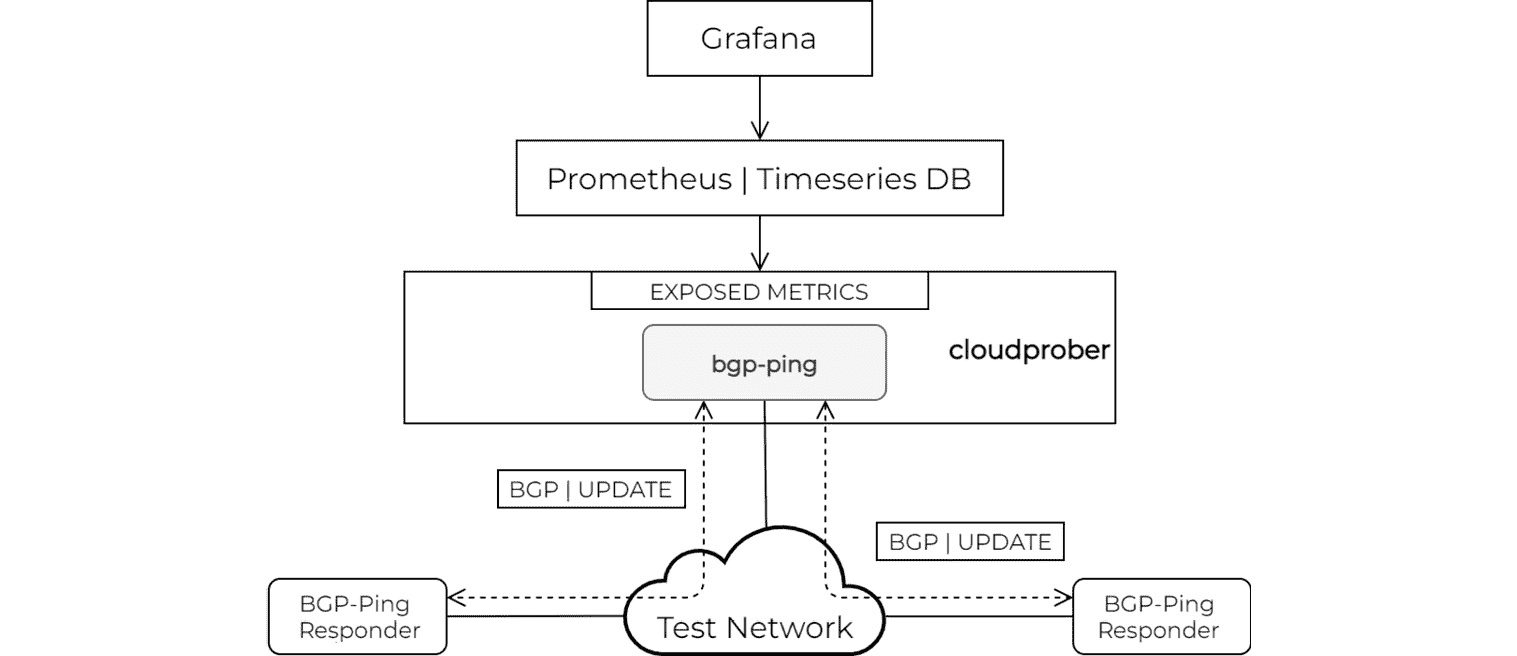 Grafana
Prometheus | Timeseries DB
EXPOSED METRICS
cloudprober
bgp-ping
BGP | UPDATE
BGP | UPDATE
BGP-Ping
Responder
Test Network
BGP-Ping
Responder